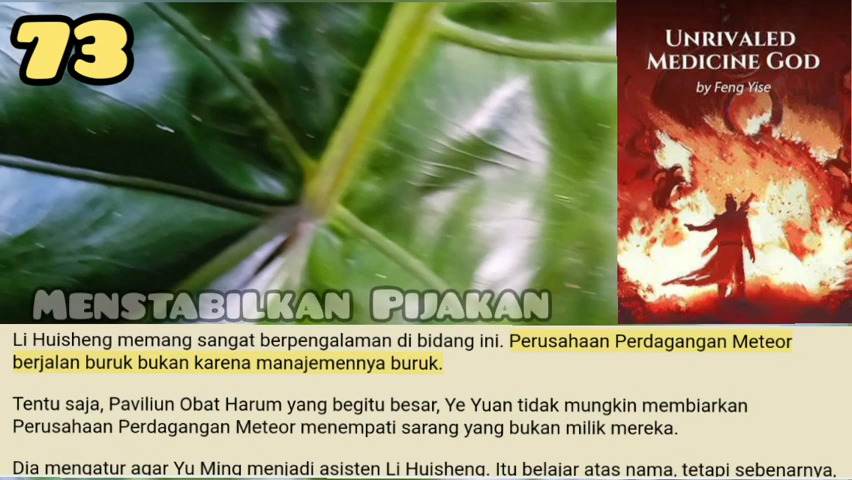 73
UNRIVALED
MEDICINE GOD
by Feng Yise
MENSTABILKAN PIJAKAN
Li Huisheng memang sangat berpengalaman di bidang ini. Perusahaan Perdagangan Meteor
berjalan buruk bukan karena manajemennya buruk.
Tentu saja, Paviliun Obat Harum yang begitu besar, Ye Yuan tidak mungkin membiarkan
Perusahaan Perdagangan Meteor menempati sarang yang bukan milik mereka.
Dia mengatur agar Yu Ming menjadi asisten Li Huisheng. Itu belajar atas nama, tetapi sebenarnya,